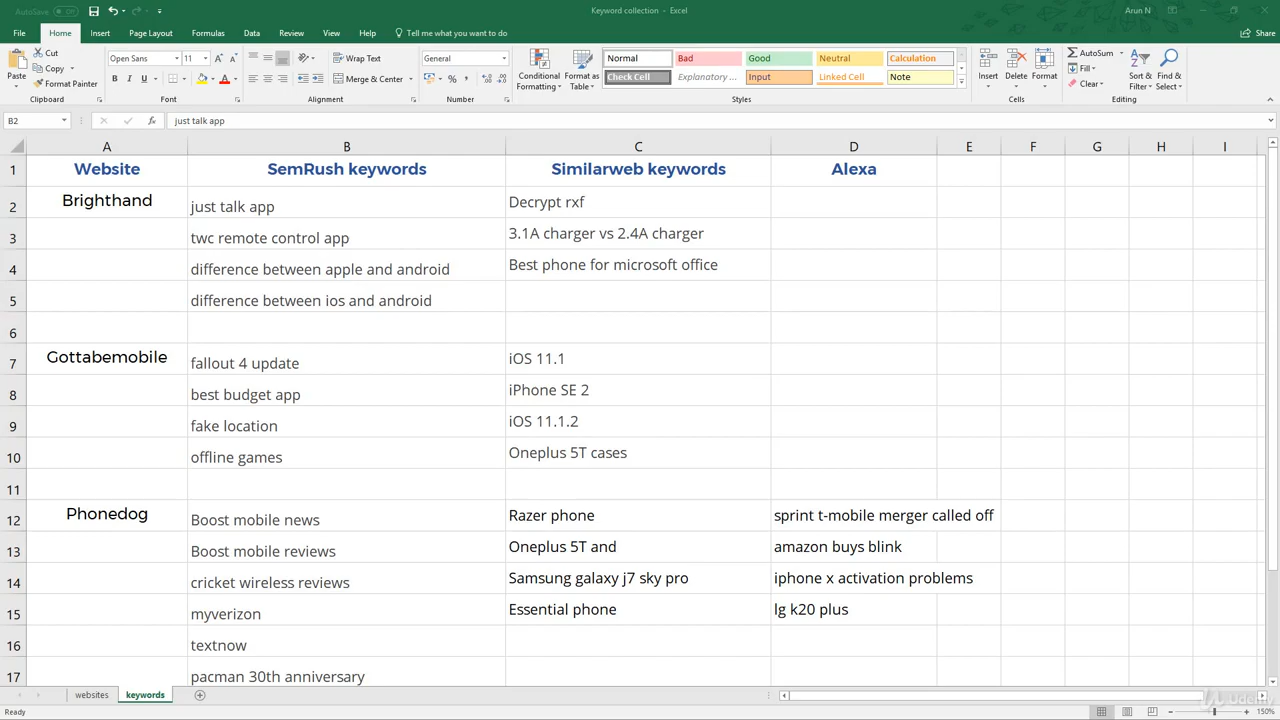 AutoSave Off Keyword collection - Excel Arun N
File Home Insert Page Layout Formulas Data Review View Help Tell me what you want to do Share
Paste Cut Copy Format Painter Clipboard
Open Sans 11 B I U A Font
Wrap Text Merge & Center Alignment
General % , Number
Conditional Formatting Format as Table
Normal Bad Good Neutral Calculation
Check Cell Explanatory ... Input Linked Cell Note
Styles
Insert Delete Format Cells
AutoSum Fill Clear Sort & Filter Find & Select Editing
B2 fx just talk app
A B C D E F G H I
1 Website SemRush keywords Similarweb keywords Alexa
2 Brighthand just talk app Decrypt rxf
3 twc remote control app 3.1A charger vs 2.4A charger
4 difference between apple and android Best phone for microsoft office
5 difference between ios and android
6
7 Gottabemobile fallout 4 update iOS 11.1
8 best budget app iPhone SE 2
9 fake location iOS 11.1.2
10 offline games Oneplus 5T cases
11
12 Phonedog Boost mobile news Razer phone sprint t-mobile merger called off
13 Boost mobile reviews Oneplus 5T and amazon buys blink
14 cricket wireless reviews Samsung galaxy j7 sky pro iphone x activation problems
15 myverizon Essential phone lg k20 plus
16 textnow
17 pacman 30th anniversary
websites keywords
Udemy
Ready 150%